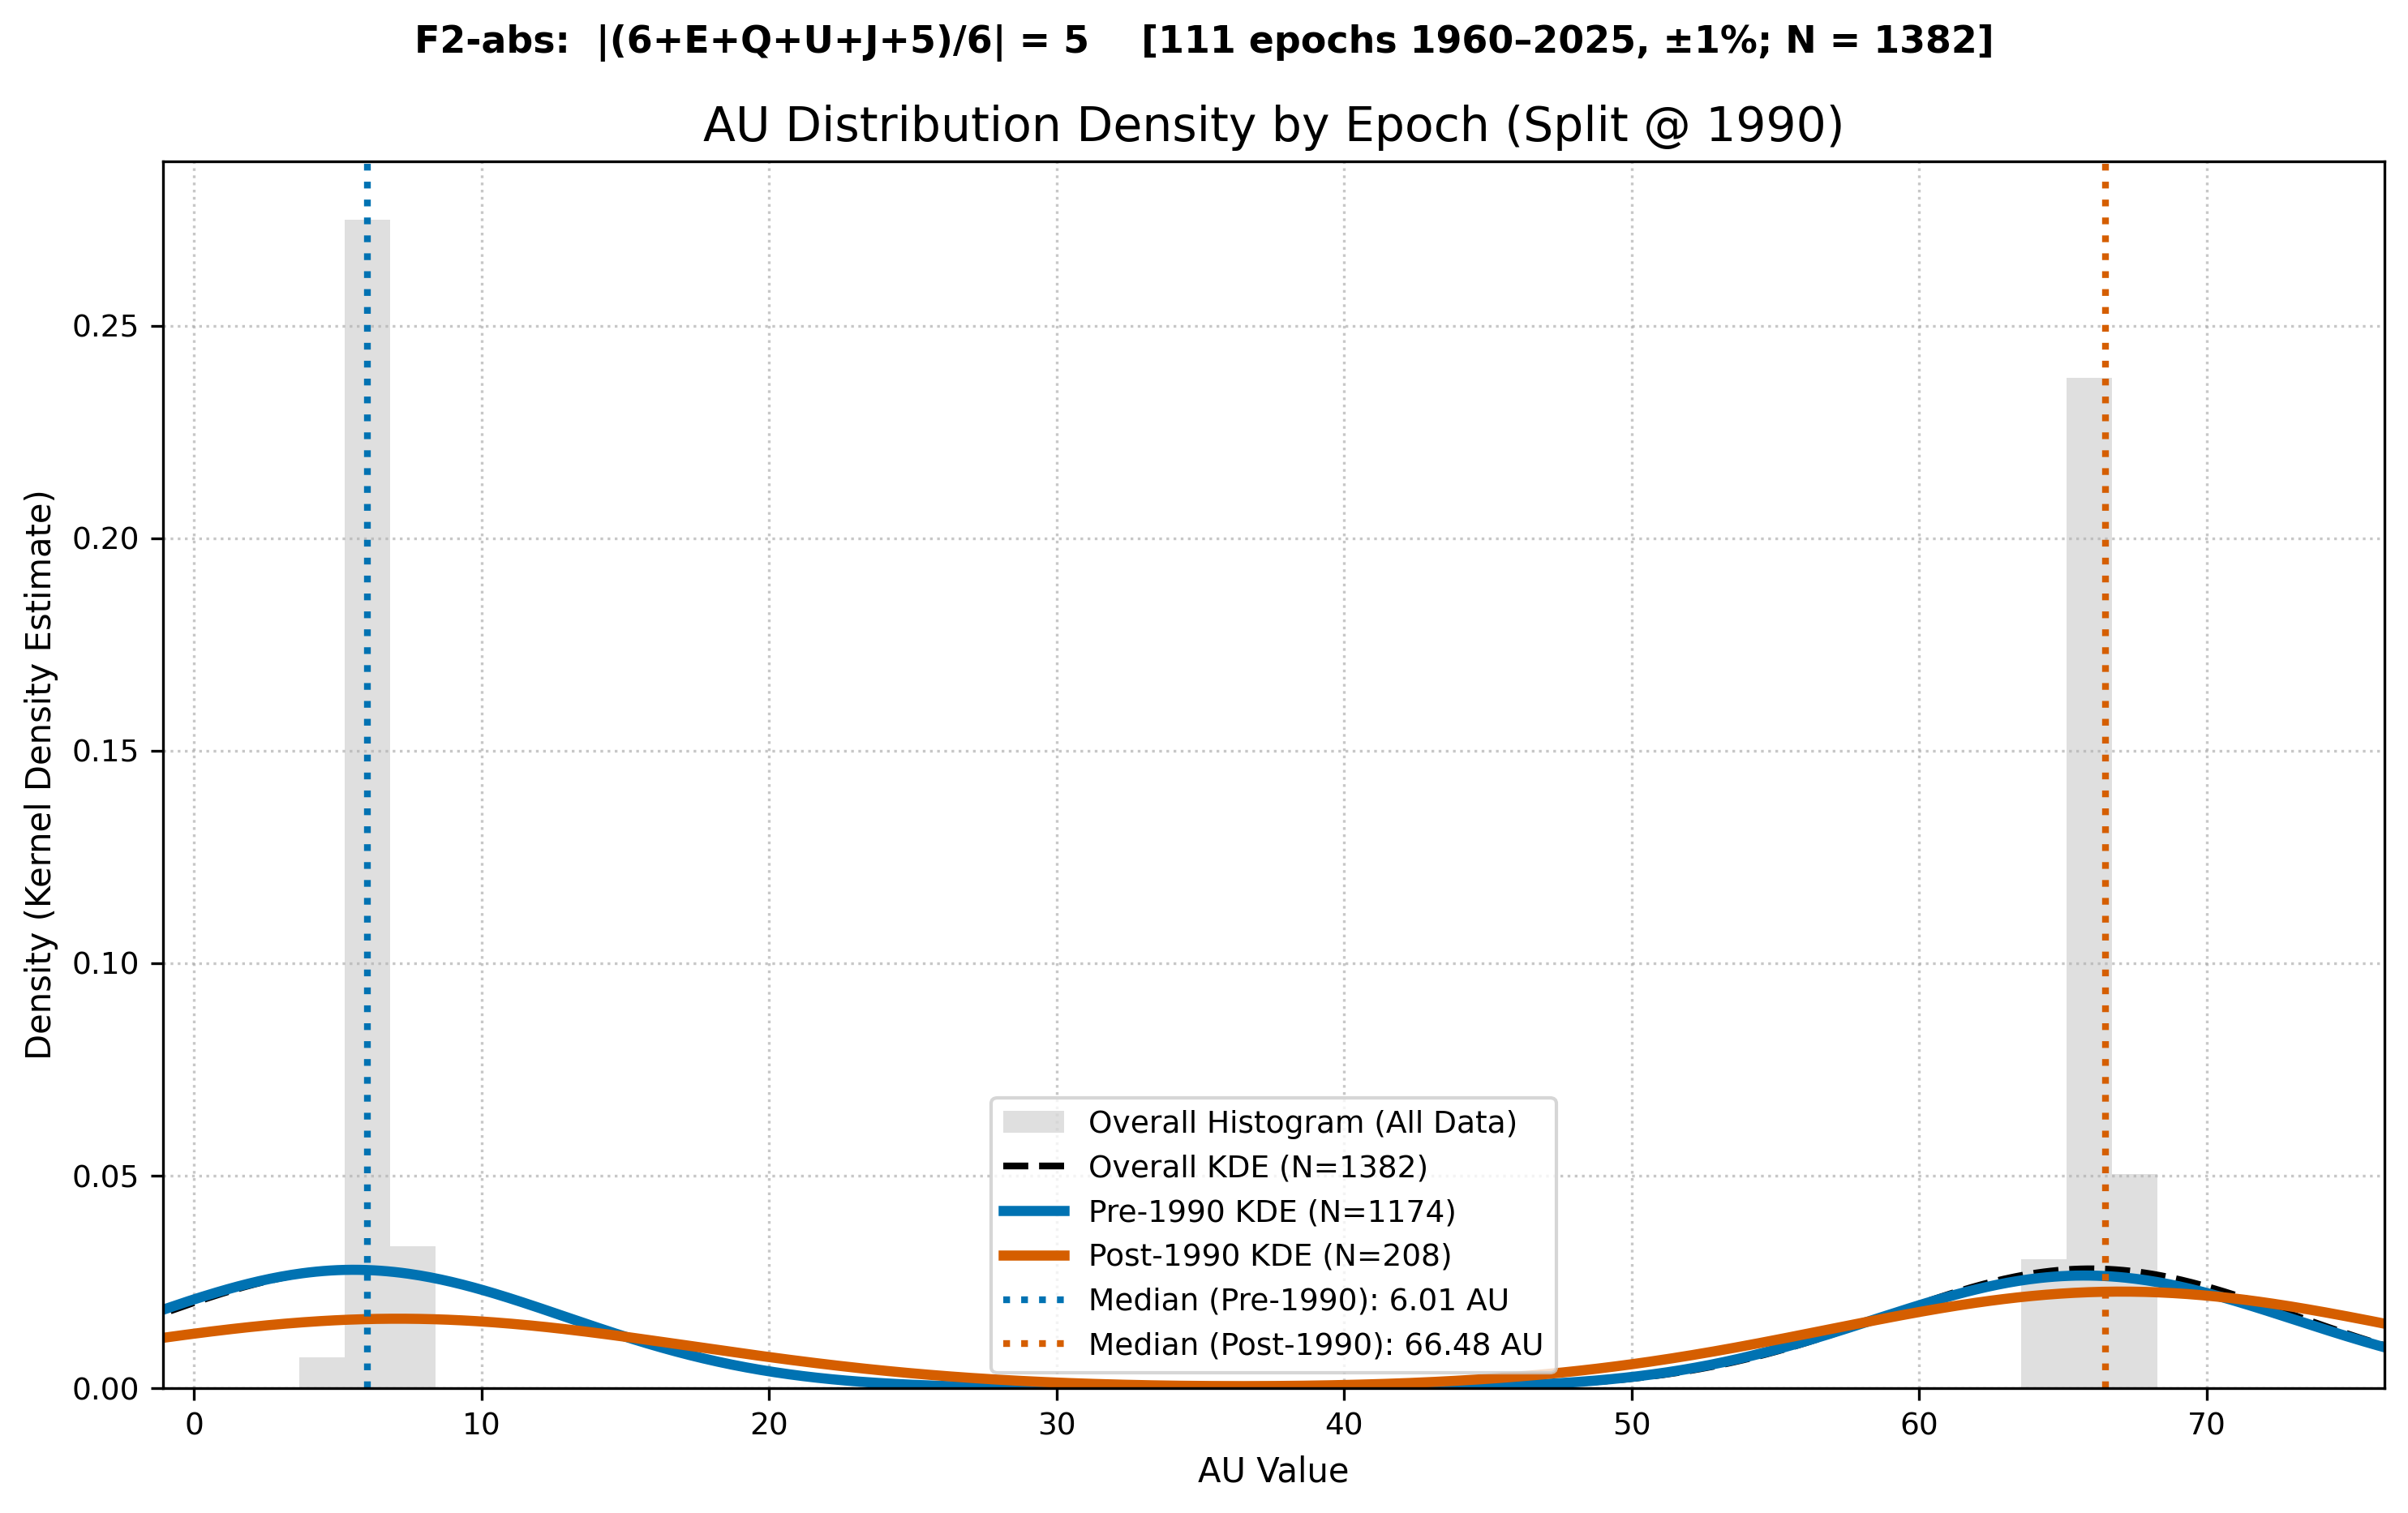 F2-abs:  |(6+E+Q+U+J+5)/6| = 5    [111 epochs 1960–2025, ±1%; N = 1382]
AU Distribution Density by Epoch (Split @ 1990)
Density (Kernel Density Estimate)
0.25
0.20
0.15
0.10
0.05
0.00
Overall Histogram (All Data)
Overall KDE (N=1382)
Pre-1990 KDE (N=1174)
Post-1990 KDE (N=208)
Median (Pre-1990): 6.01 AU
Median (Post-1990): 66.48 AU
0 10 20 30 40 50 60 70
AU Value